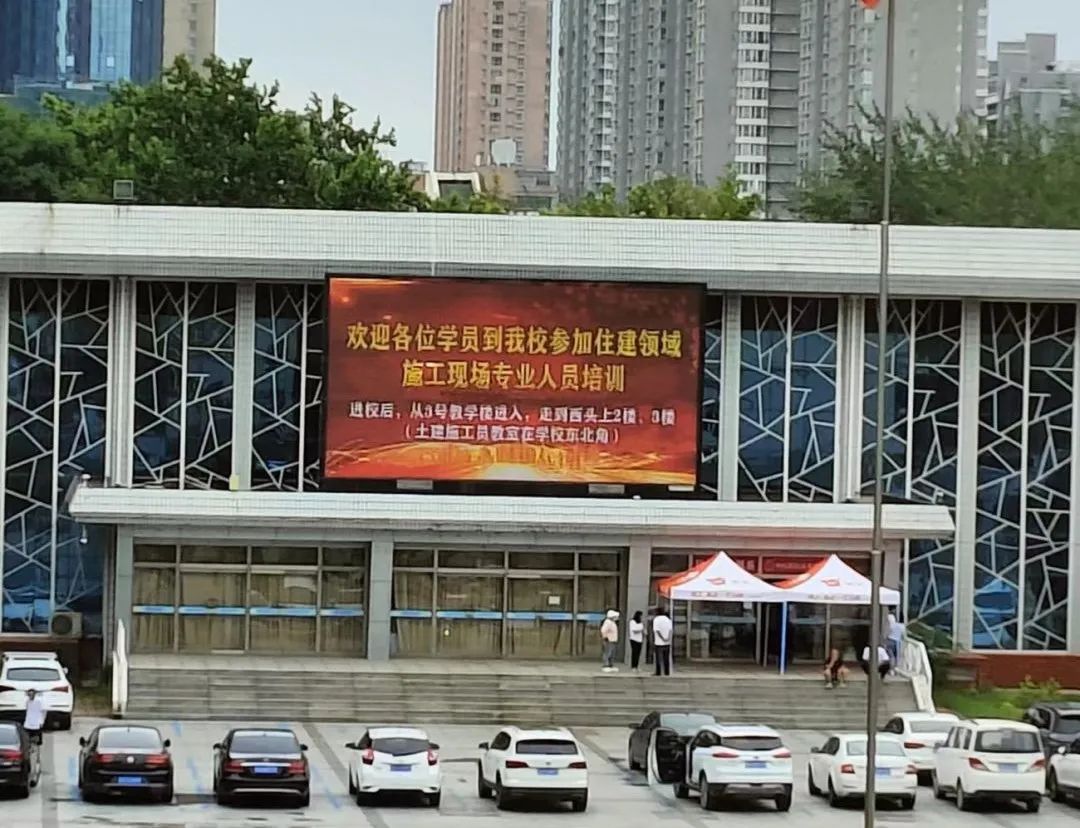 欢迎各位学员到我校参加住建领域
施工现场专业人员培训
进校后，从3号教学楼进入，走到西头上2楼、3楼
（土建施工员教室在学校东北角）